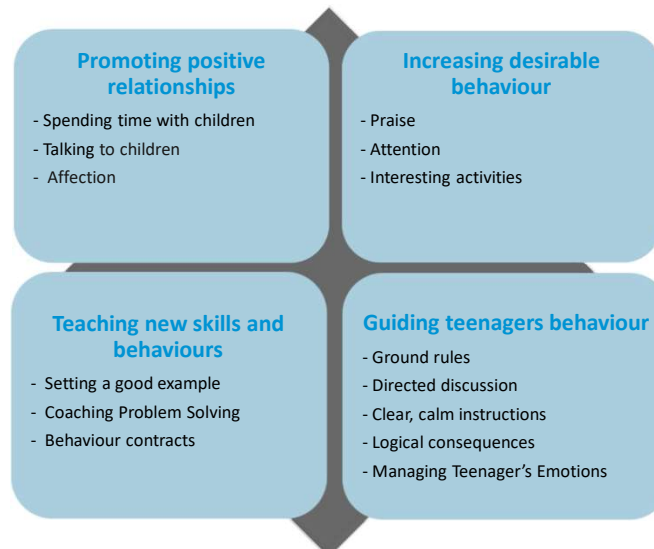 Promoting positive
relationships
- Spending time with children
- Talking to children
- Affection
Increasing desirable
behaviour
- Praise
- Attention
- Interesting activities
Teaching new skills and
behaviours
- Setting a good example
- Coaching Problem Solving
- Behaviour contracts
Guiding teenagers behaviour
- Ground rules
- Directed discussion
- Clear, calm instructions
- Logical consequences
- Managing Teenager’s Emotions